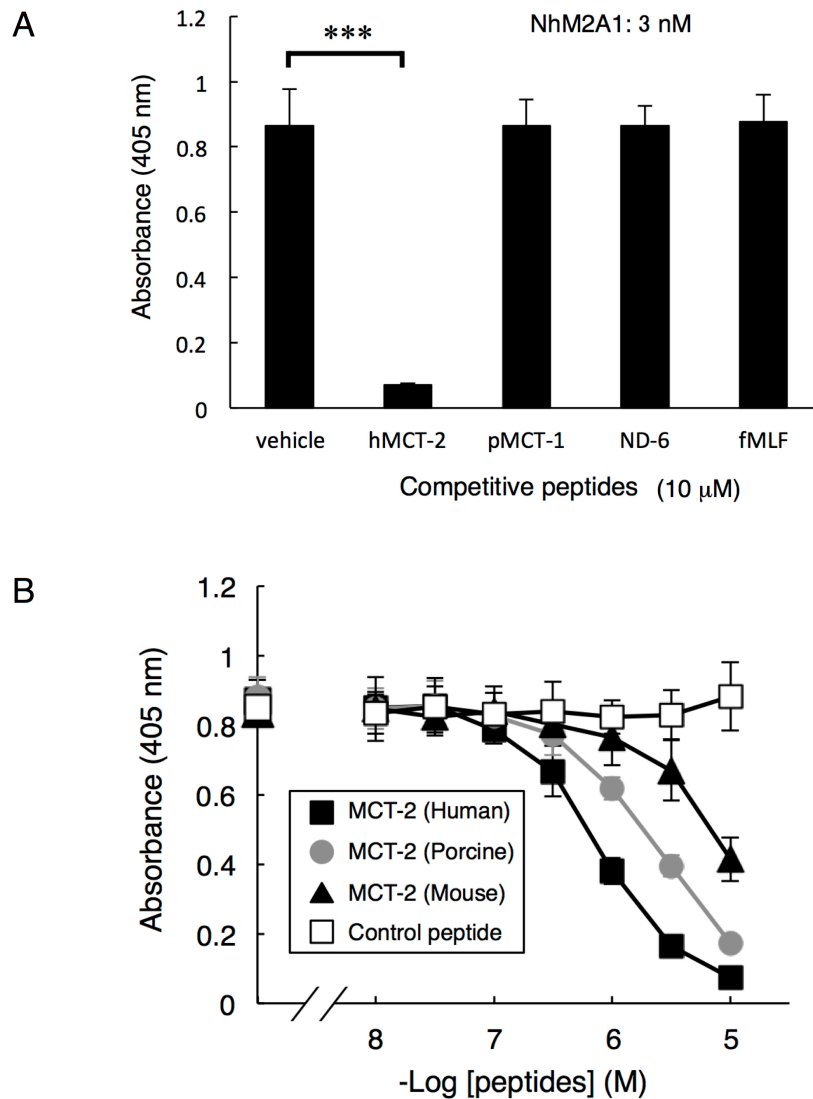 A
NhM2A1: 3 nM
***
Absorbance (405 nm)
1.2
1
0.8
0.6
0.4
0.2
0
vehicle hMCT-2 pMCT-1 ND-6 fMLF
Competitive peptides (10 μM)
B
Absorbance (405 nm)
1.2
1
0.8
0.6
0.4
0.2
0
MCT-2 (Human)
MCT-2 (Porcine)
MCT-2 (Mouse)
Control peptide
8 7 6 5
-Log [peptides] (M)